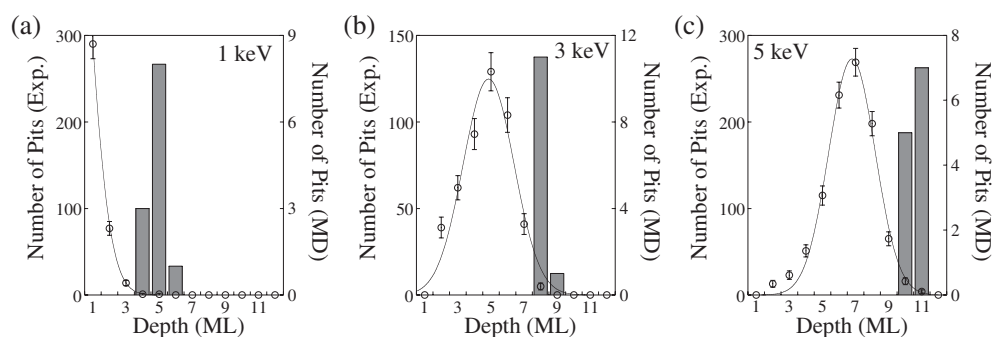 (a)
1 keV
300
200
100
0
9
6
3
0
1 3 5 7 9 11
Number of Pits (Exp.)
Number of Pits (MD)
Depth (ML)
(b)
3 keV
150
100
50
0
12
8
4
0
1 3 5 7 9 11
Number of Pits (Exp.)
Number of Pits (MD)
Depth (ML)
(c)
5 keV
300
200
100
0
8
6
4
2
0
1 3 5 7 9 11
Number of Pits (Exp.)
Number of Pits (MD)
Depth (ML)